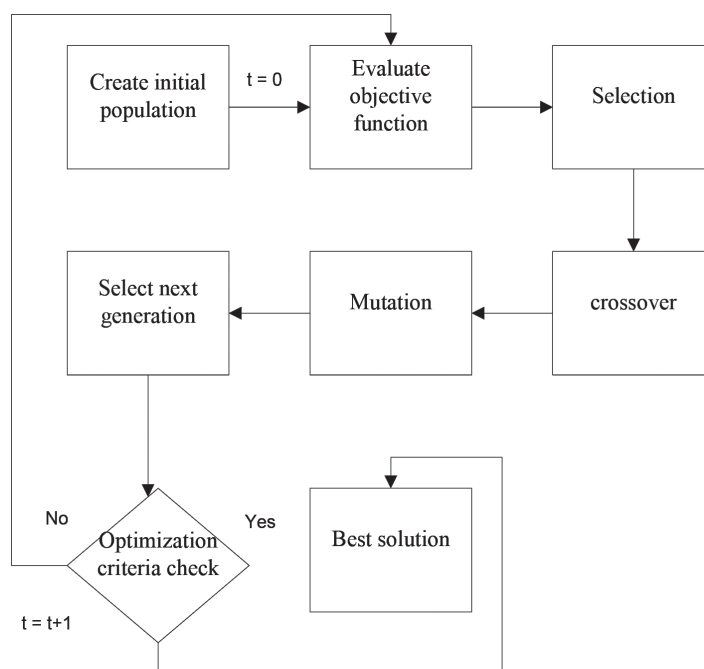 Create initial
population
t = 0
Evaluate
objective
function
Selection
Select next
generation
Mutation
crossover
No
Yes
Optimization
criteria check
Best solution
t = t+1